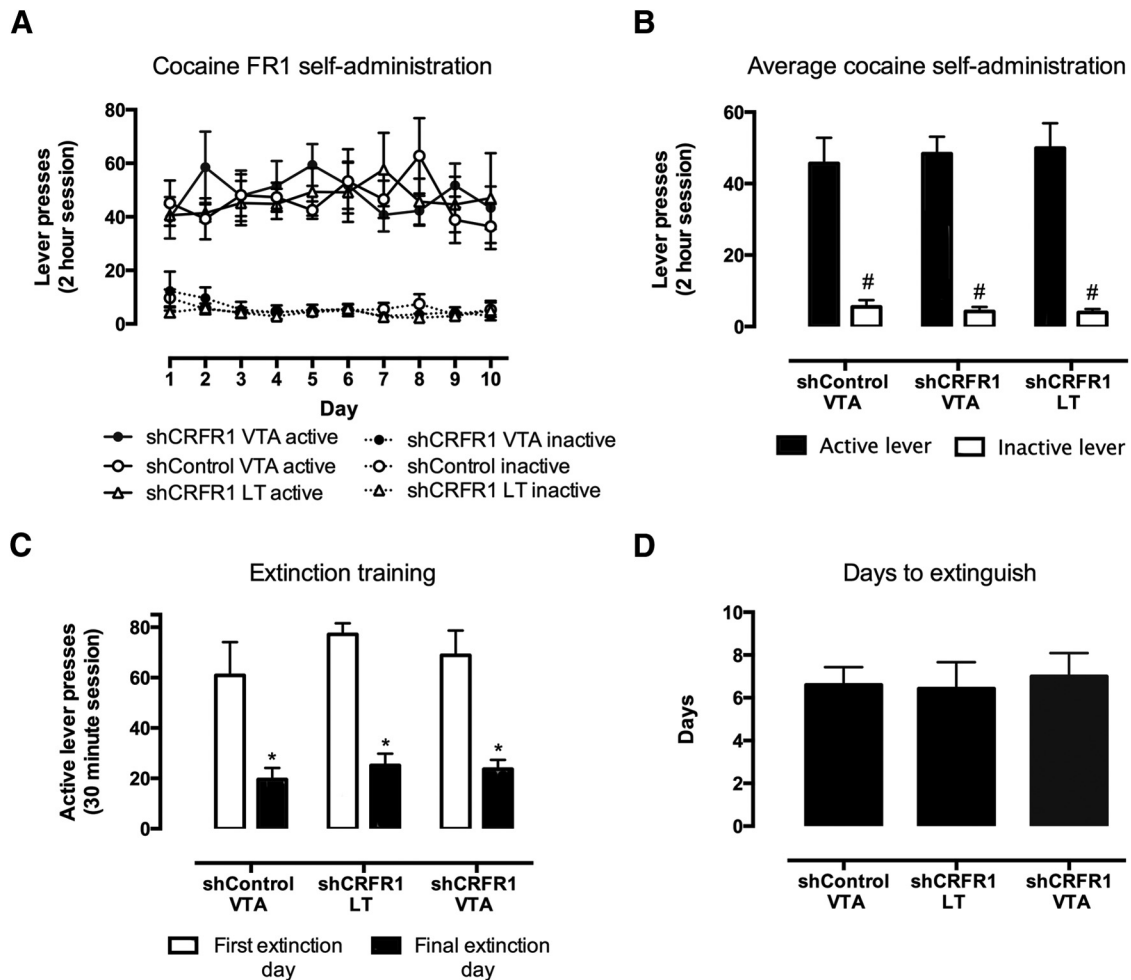 A
Cocaine FR1 self-administration
Lever presses
(2 hour session)
80
60
40
20
0
1 2 3 4 5 6 7 8 9 10
Day
shCRFR1 VTA active
shControl VTA active
shCRFR1 LT active
shCRFR1 VTA inactive
shControl inactive
shCRFR1 LT inactive
B
Average cocaine self-administration
Lever presses
(2 hour session)
60
40
20
0
# # #
shControl
VTA
shCRFR1
VTA
shCRFR1
LT
Active lever
Inactive lever
C
Extinction training
Active lever presses
(30 minute session)
80
60
40
20
0
* * *
shControl
VTA
shCRFR1
LT
shCRFR1
VTA
First extinction
day
Final extinction
day
D
Days to extinguish
Days
10
8
6
4
2
0
shControl
VTA
shCRFR1
LT
shCRFR1
VTA